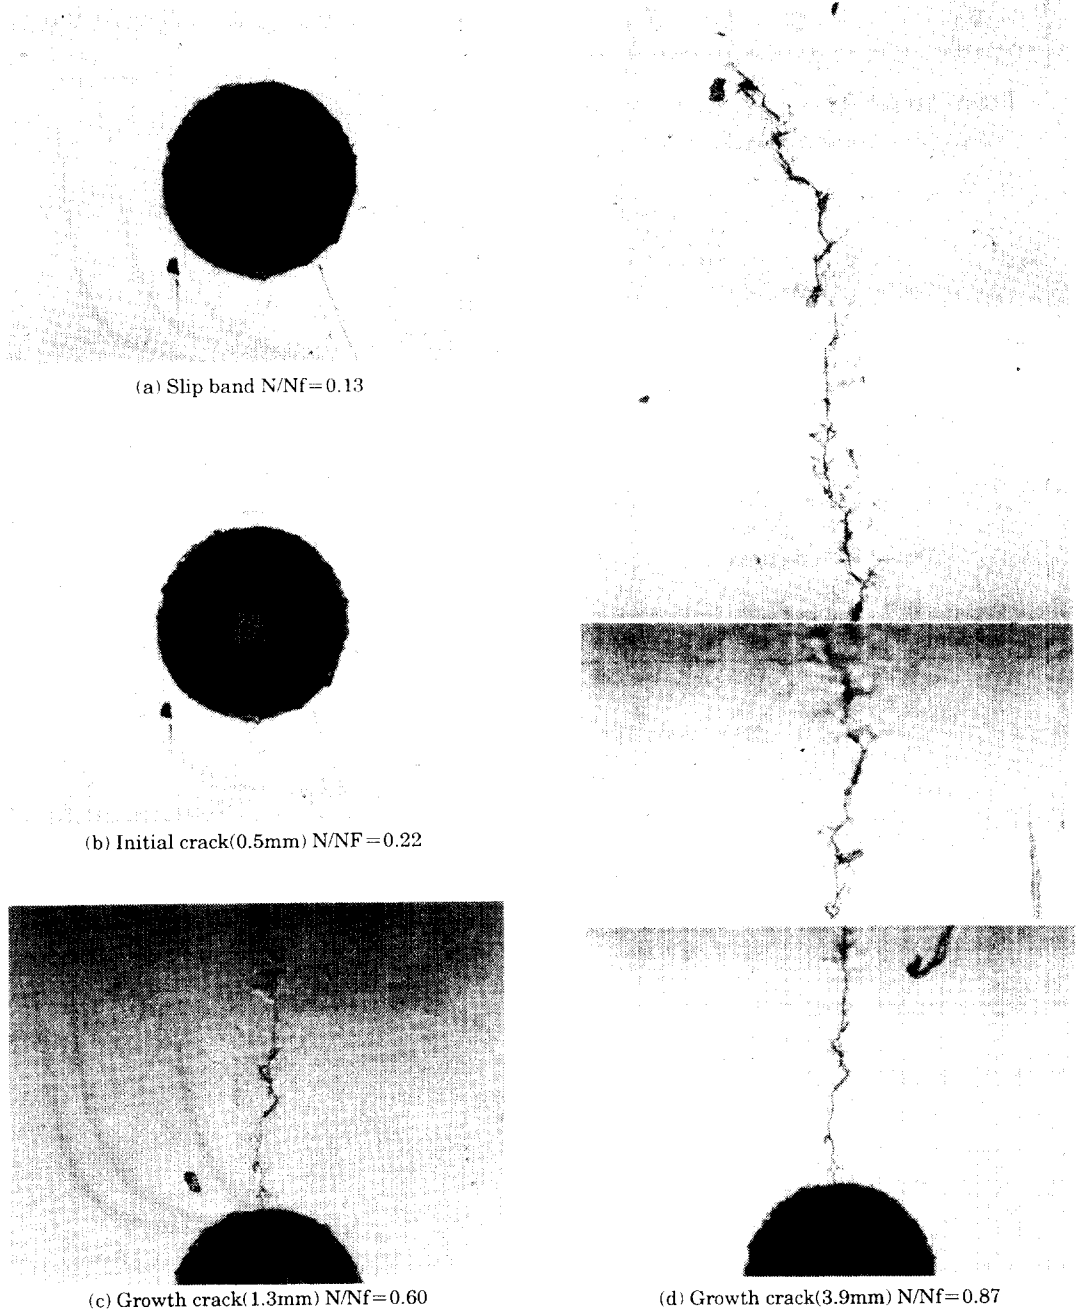 (a) Slip band N/Nf=0.13
(b) Initial crack(0.5mm) N/NF=0.22
(c) Growth crack(1.3mm) N/Nf=0.60
(d) Growth crack(3.9mm) N/Nf=0.87